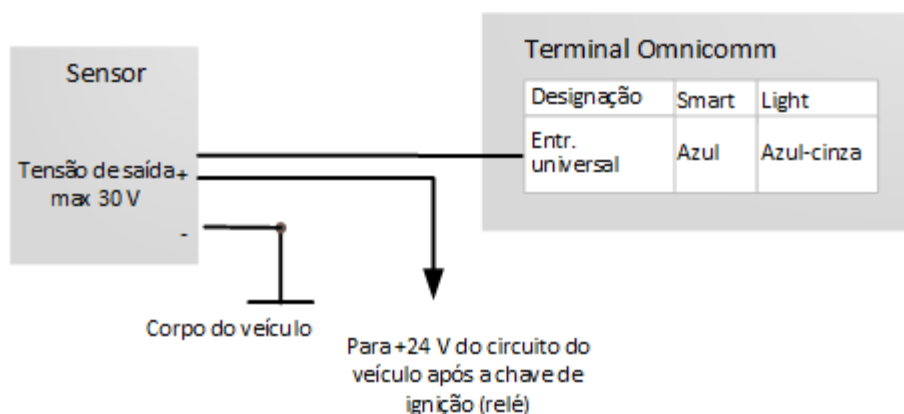 Sensor
Tensão de saída
max 30 V
+
-
Corpo do veículo
Para +24 V do circuito do
veículo após a chave de
ignição (relé)
Terminal Omnicomm
Designação Smart Light
Entr.
universal Azul Azul-cinza